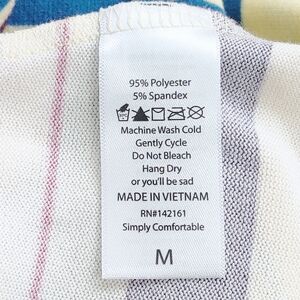 95% Polyester
5% Spandex
Machine Wash Cold
Gently Cycle
Do Not Bleach
Hang Dry
or you'll be sad
MADE IN VIETNAM
RN#142161
Simply Comfortable
M